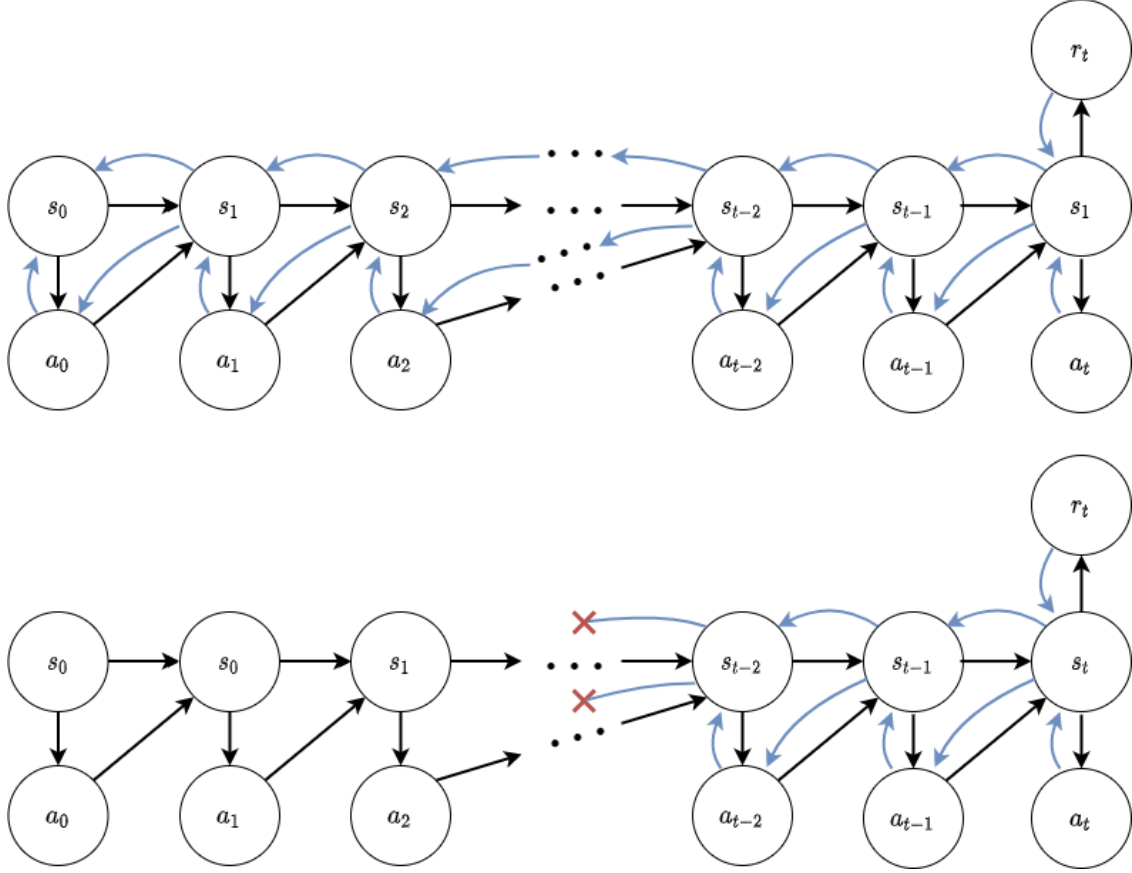 r_t
s_0 s_1 s_2 ... s_{t-2} s_{t-1} s_1
a_0 a_1 a_2 ... a_{t-2} a_{t-1} a_t
r_t
s_0 s_0 s_1 ... s_{t-2} s_{t-1} s_t
a_0 a_1 a_2 ... a_{t-2} a_{t-1} a_t